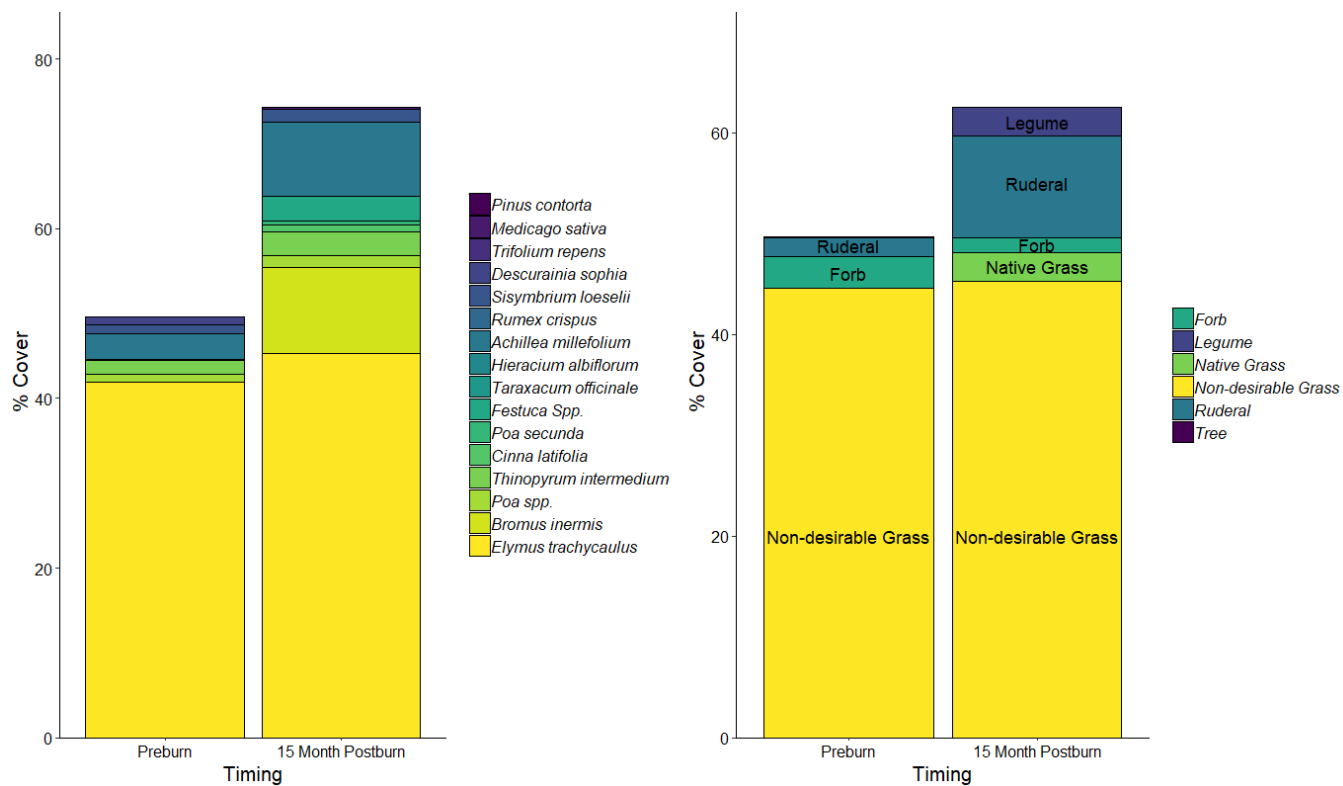 80
60
40
20
0
% Cover
Preburn
15 Month Postburn
Timing
Pinus contorta
Medicago sativa
Trifolium repens
Descurainia sophia
Sisymbrium loeselii
Rumex crispus
Achillea millefolium
Hieracium albiflorum
Taraxacum officinale
Festuca Spp.
Poa secunda
Cinna latifolia
Thinopyrum intermedium
Poa spp.
Bromus inermis
Elymus trachycaulus
60
40
20
0
% Cover
Ruderal
Forb
Non-desirable Grass
Legume
Ruderal
Forb
Native Grass
Non-desirable Grass
Preburn
15 Month Postburn
Timing
Forb
Legume
Native Grass
Non-desirable Grass
Ruderal
Tree